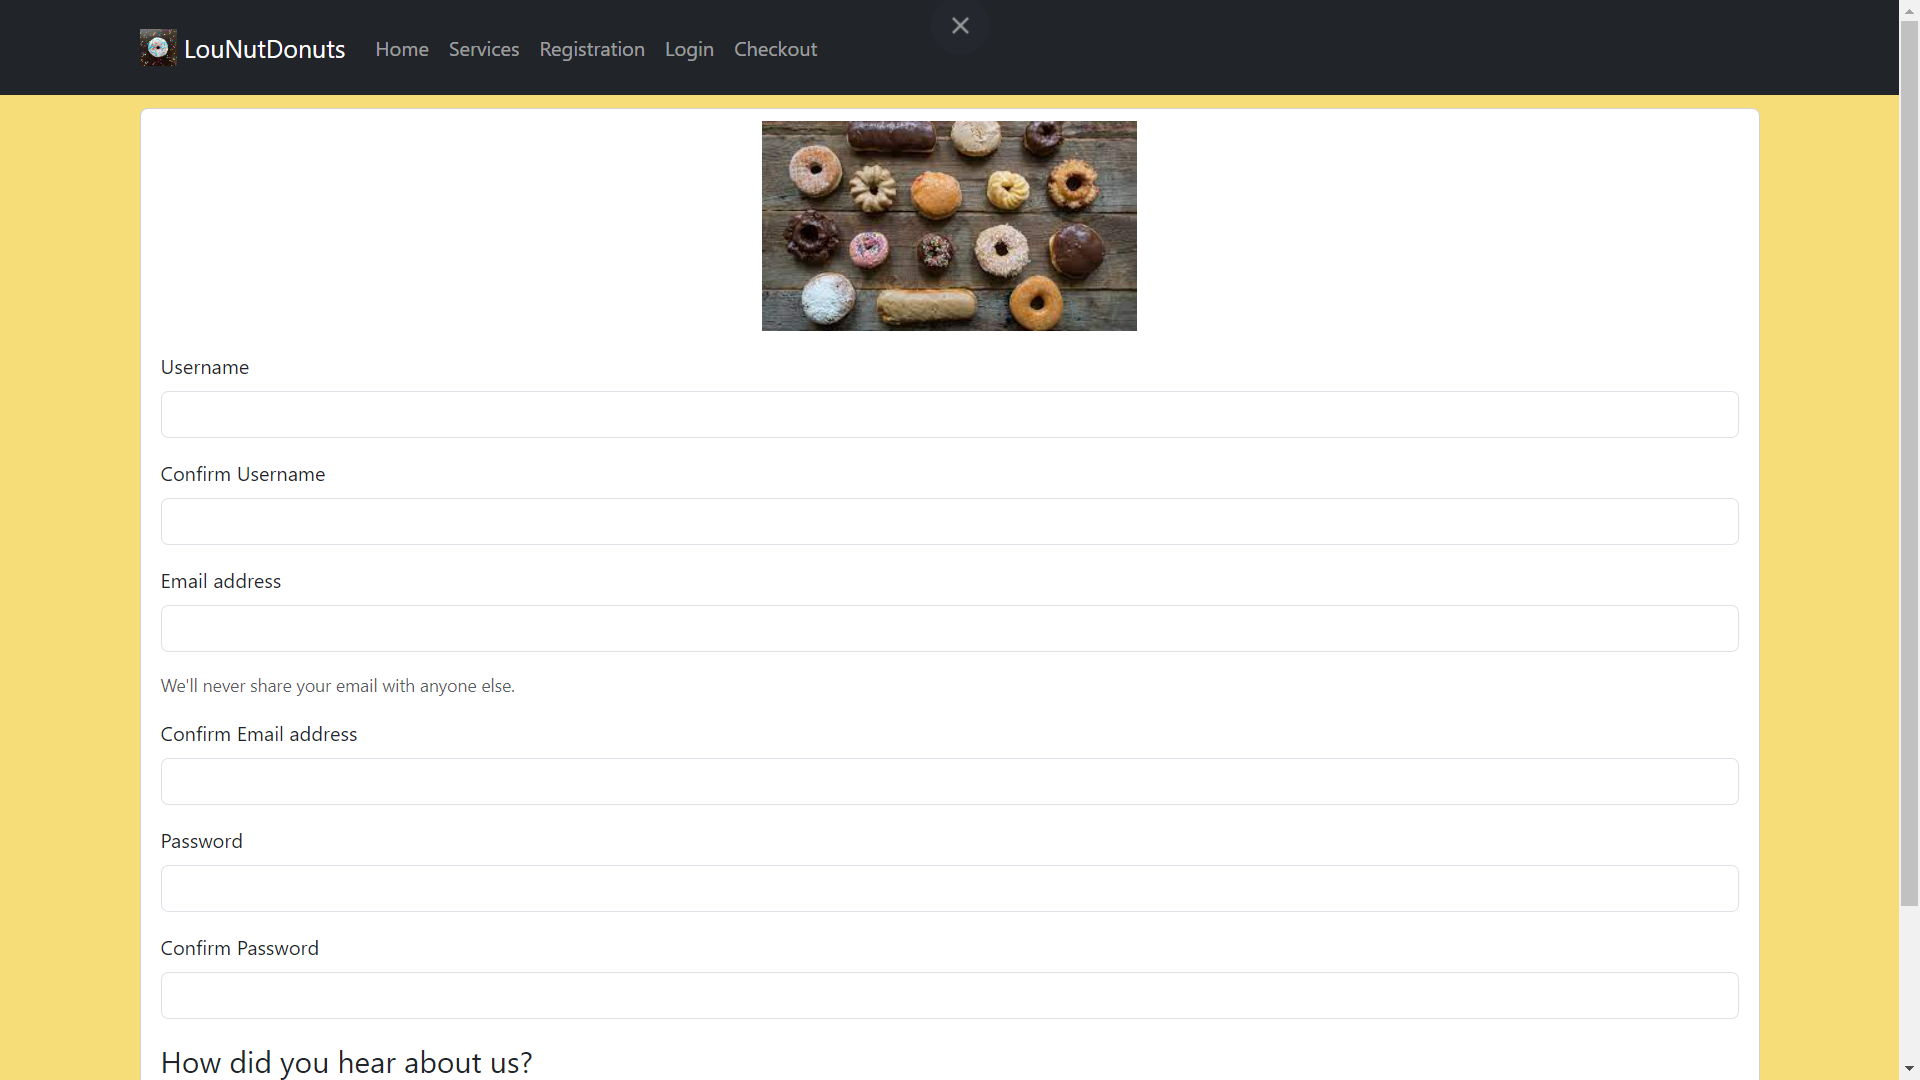 LouNutDonuts Home Services Registration Login Checkout
Username
Confirm Username
Email address
We'll never share your email with anyone else.
Confirm Email address
Password
Confirm Password
How did you hear about us?